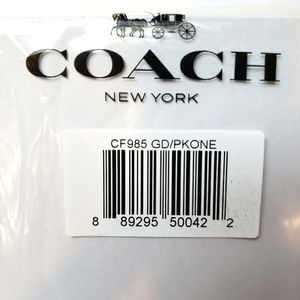 COACH
NEW YORK
CF985 GD/PKONE
8 89295 50042 2